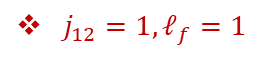 ❖ j₁₂ = 1, ℓ_f = 1